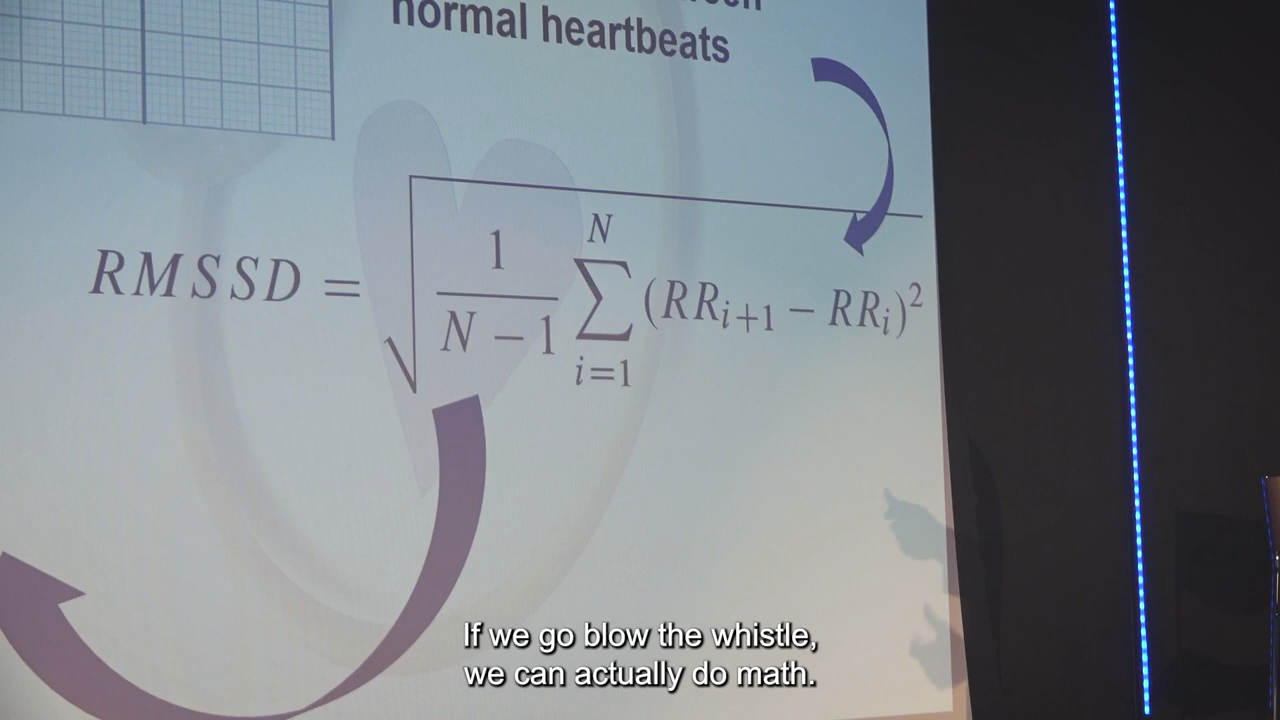 normal heartbeats
RMSSD = √(1/(N − 1) ∑_{i=1}^{N} (RR_{i+1} − RR_i)²)
If we go blow the whistle,
we can actually do math.